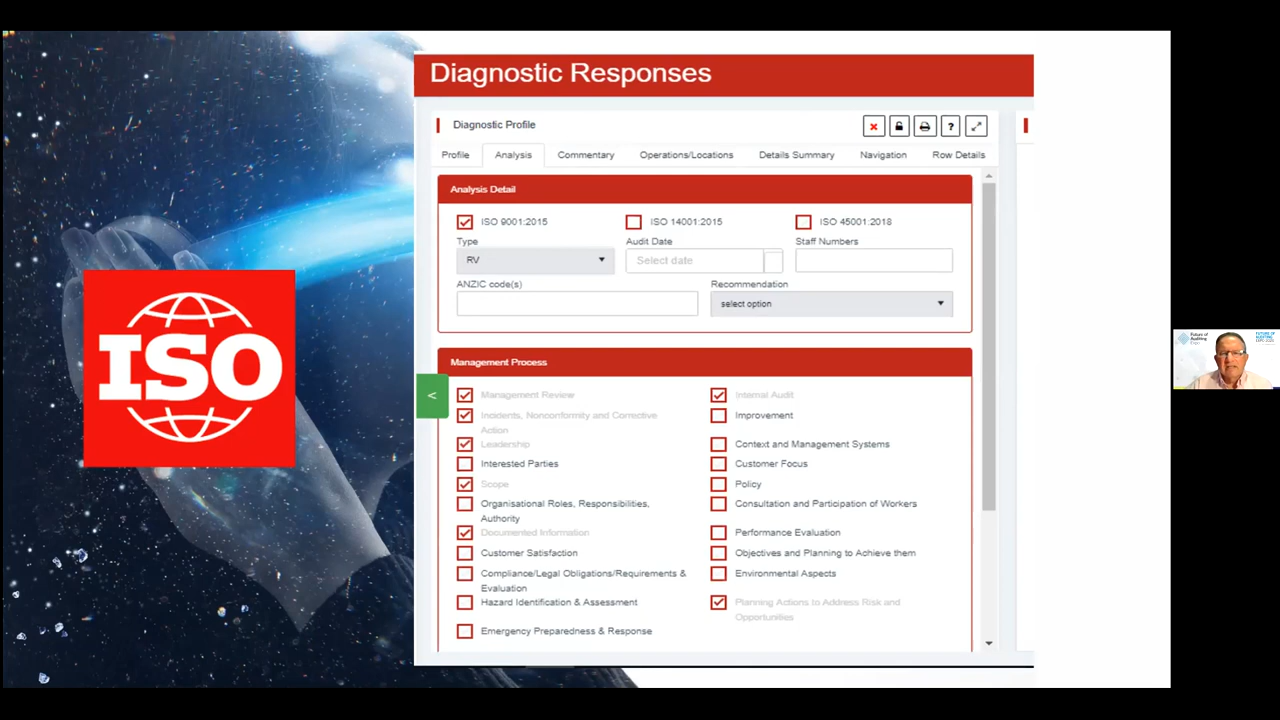 Diagnostic Responses
Diagnostic Profile
?
Profile
Analysis
Commentary
Operations/Locations
Details Summary
Navigation
Row Details
Analysis Detail
ISO 9001:2015
ISO 14001:2015
ISO 45001:2018
Type
Audit Date
Staff Numbers
RV
Select date
ANZIC code(s)
Recommendation
select option
Management Process
<
Management Review
Internal Audit
Incidents, Nonconformity and Corrective
Action
Improvement
Leadership
Context and Management Systems
Interested Parties
Customer Focus
Scope
Policy
Organisational Roles, Responsibilities,
Authority
Consultation and Participation of Workers
Documented Information
Performance Evaluation
Customer Satisfaction
Objectives and Planning to Achieve them
Compliance/Legal Obligations/Requirements &
Evaluation
Environmental Aspects
Hazard Identification & Assessment
Planning Actions to Address Risk and
Opportunities
Emergency Preparedness & Response
ISO
Future of
Auditing